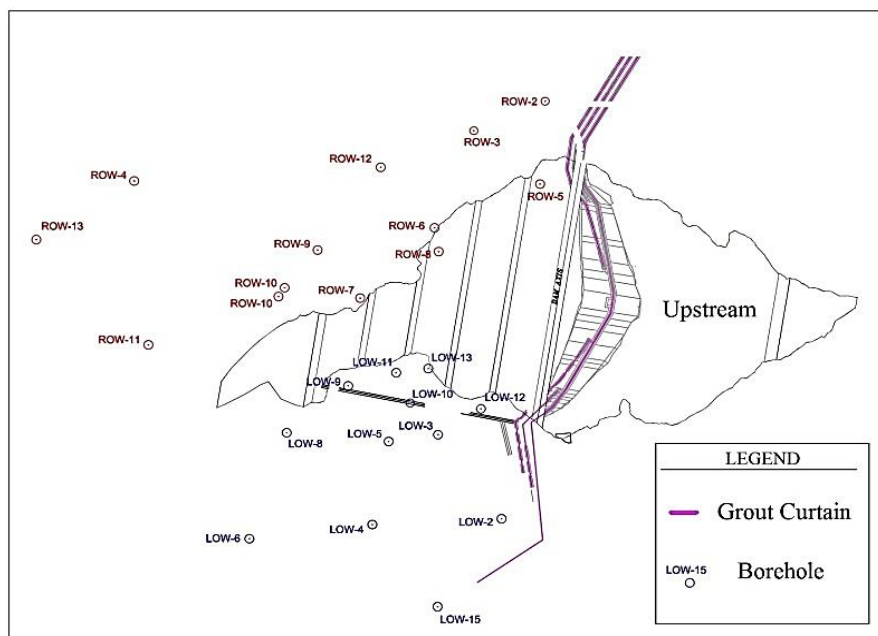 ROW-2
ROW-3
ROW-12
ROW-4
ROW-5
ROW-13
ROW-6
ROW-9
ROW-8
ROW-10
ROW-10
ROW-7
DAM AXIS
Upstream
ROW-11
LOW-13
LOW-11
LOW-9
LOW-10
LOW-12
LOW-3
LOW-8
LOW-5
LEGEND
Grout Curtain
LOW-2
LOW-4
LOW-6
LOW-15
Borehole
LOW-15